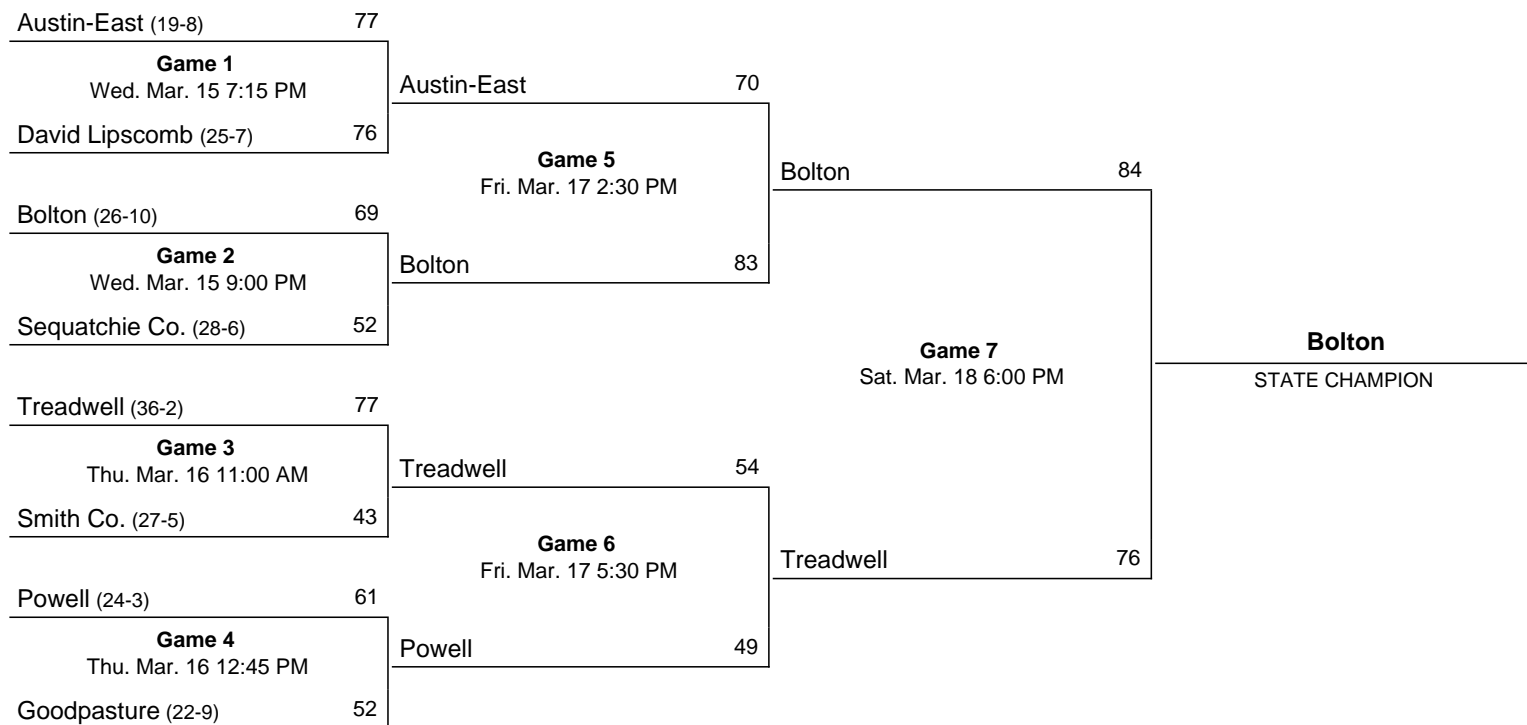 Austin-East (19-8) 77
Game 1
Wed. Mar. 15 7:15 PM
David Lipscomb (25-7) 76
Bolton (26-10) 69
Game 2
Wed. Mar. 15 9:00 PM
Sequatchie Co. (28-6) 52
Treadwell (36-2) 77
Game 3
Thu. Mar. 16 11:00 AM
Smith Co. (27-5) 43
Powell (24-3) 61
Game 4
Thu. Mar. 16 12:45 PM
Goodpasture (22-9) 52
Austin-East 70
Game 5
Fri. Mar. 17 2:30 PM
Bolton 83
Treadwell 54
Game 6
Fri. Mar. 17 5:30 PM
Powell 49
Bolton 84
Game 7
Sat. Mar. 18 6:00 PM
Treadwell 76
Bolton
STATE CHAMPION